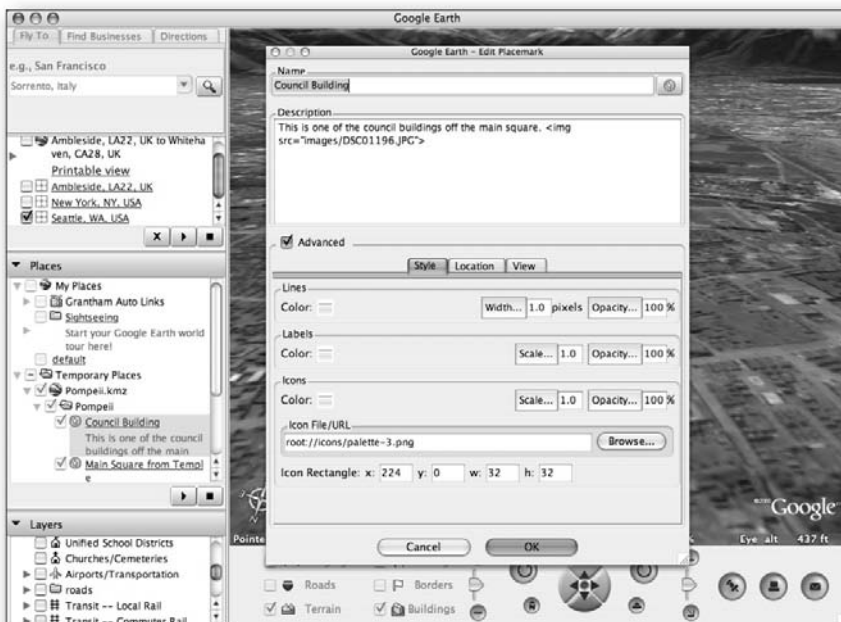 Google Earth
Fly To
Find Businesses
Directions
e.g., San Francisco
Sorrento, Italy
Ambleside, LA22, UK to Whiteha
ven, CA28, UK
Printable view
Ambleside, LA22, UK
New York, NY, USA
Seattle, WA, USA
X
Places
My Places
Grantham Auto Links
Sightseeing
Start your Google Earth world
tour here!
default
Temporary Places
Pompeii.kmz
Pompeii
Council Building
This is one of the council
buildings off the main
Main Square from Templ
e
Layers
Unified School Districts
Churches/Cemeteries
Airports/Transportation
roads
Transit -- Local Rail
Transit -- Commuter Rail
Google Earth - Edit Placemark
Name
Council Building
Description
This is one of the council buildings off the main square. <img
src="images/DSC01196.JPG">
Advanced
Style
Location
View
Lines
Color:
Width... 1.0 pixels Opacity... 100 %
Labels
Color:
Scale... 1.0 Opacity... 100 %
Icons
Color:
Scale... 1.0 Opacity... 100 %
Icon File/URL
root://icons/palette-3.png
Browse...
Icon Rectangle: x: 224 y: 0 w: 32 h: 32
Cancel
OK
Google
Pointe
%
Eye alt 437 ft
Roads
Borders
Terrain
Buildings